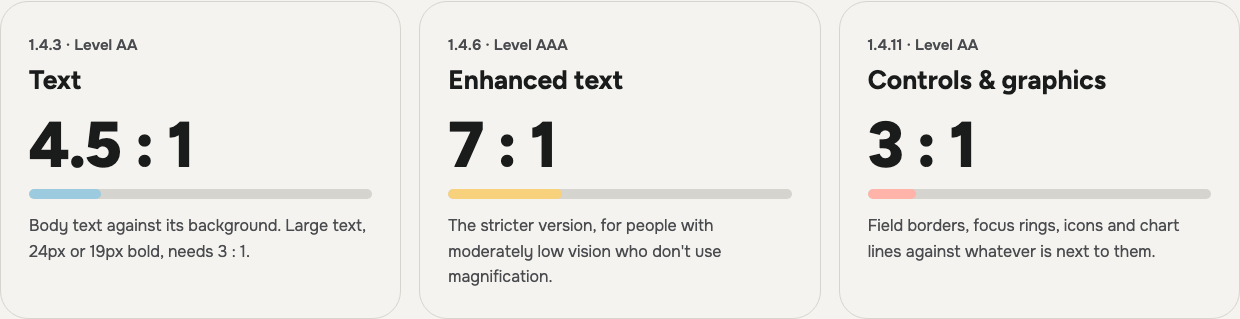 1.4.3 · Level AA
Text
4.5 : 1
Body text against its background. Large text,
24px or 19px bold, needs 3 : 1.
1.4.6 · Level AAA
Enhanced text
7 : 1
The stricter version, for people with
moderately low vision who don't use
magnification.
1.4.11 · Level AA
Controls & graphics
3 : 1
Field borders, focus rings, icons and chart
lines against whatever is next to them.